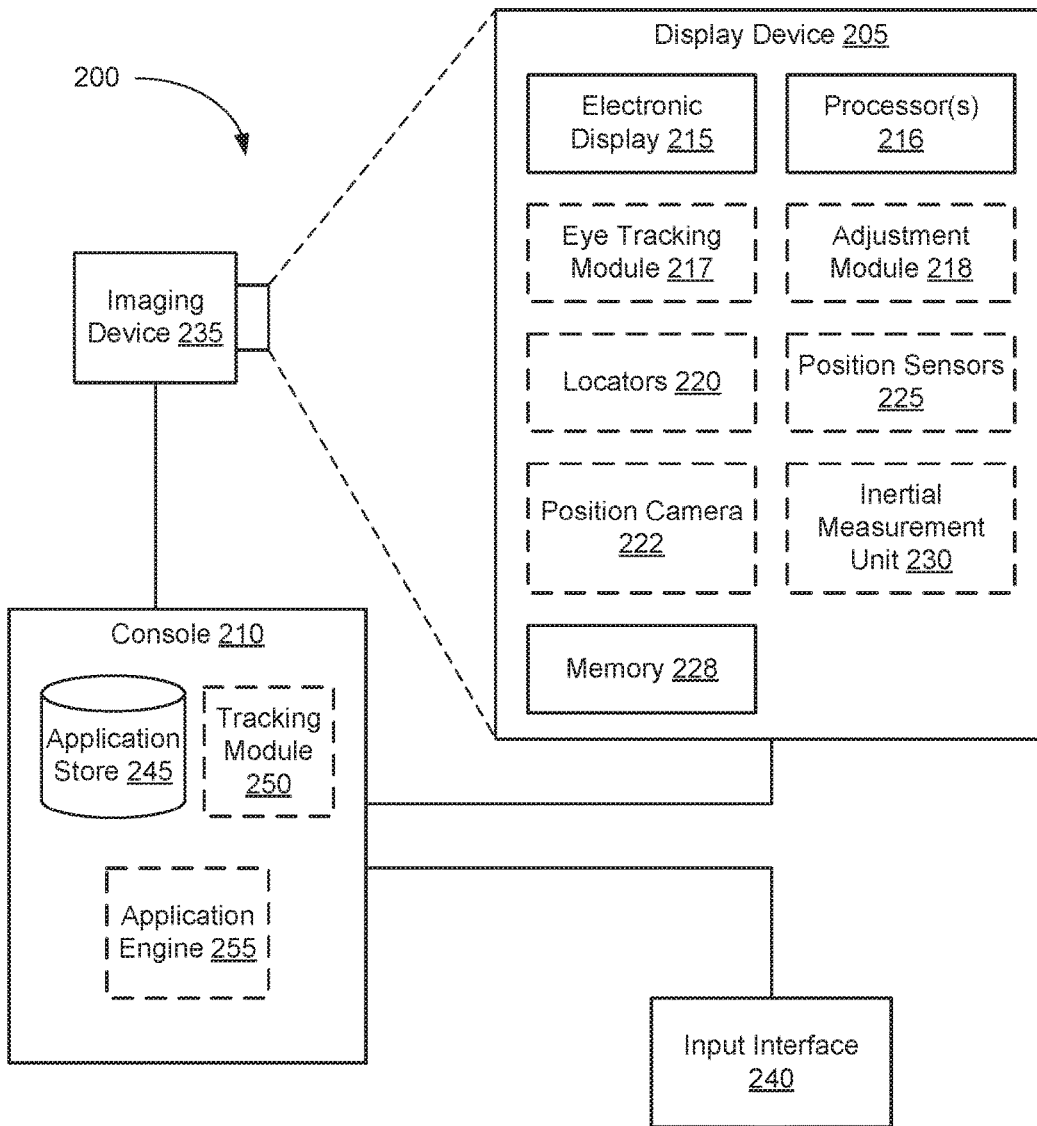 200
Display Device 205
Electronic
Display 215
Processor(s)
216
Eye Tracking
Module 217
Adjustment
Module 218
Imaging
Device 235
Locators 220
Position Sensors
225
Position Camera
222
Inertial
Measurement
Unit 230
Memory 228
Console 210
Application
Store 245
Tracking
Module
250
Application
Engine 255
Input Interface
240